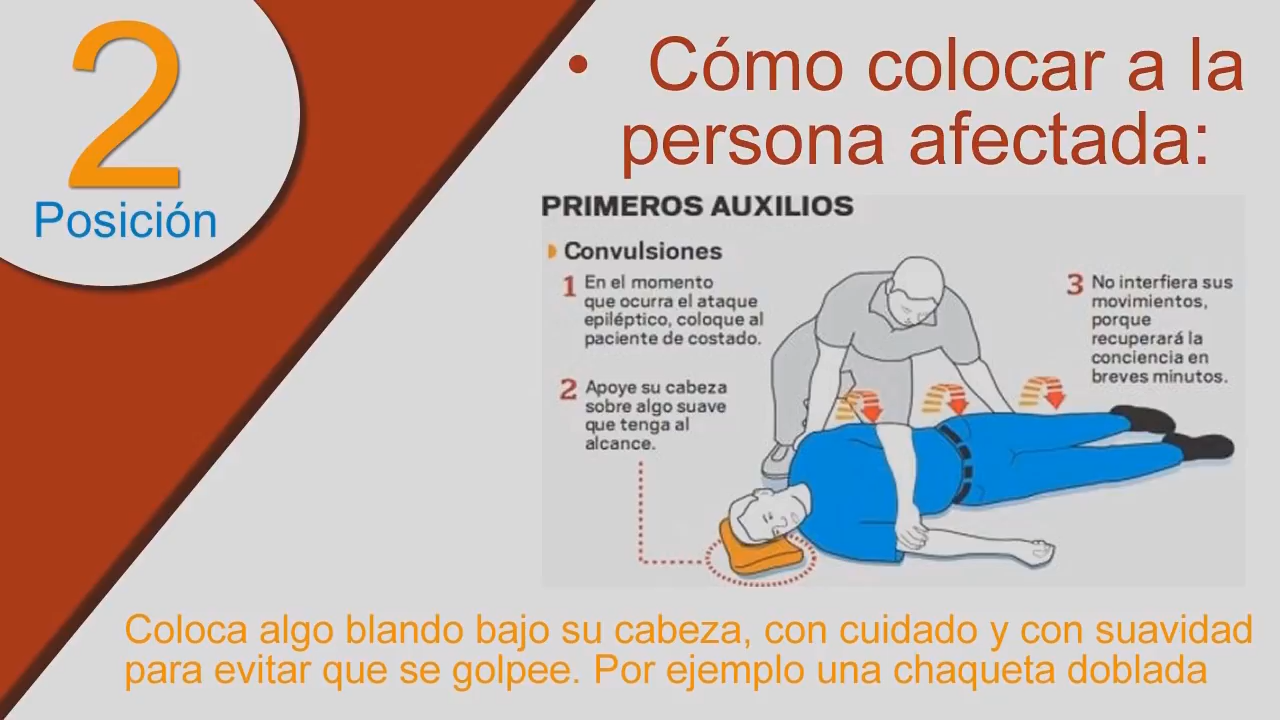 2
Posición
• Cómo colocar a la
persona afectada:
PRIMEROS AUXILIOS
Convulsiones
1 En el momento
que ocurra el ataque
epiléptico, coloque al
paciente de costado.
2 Apoye su cabeza
sobre algo suave
que tenga al
alcance.
3 No interfiera sus
movimientos,
porque
recuperará la
conciencia en
breves minutos.
Coloca algo blando bajo su cabeza, con cuidado y con suavidad
para evitar que se golpee. Por ejemplo una chaqueta doblada